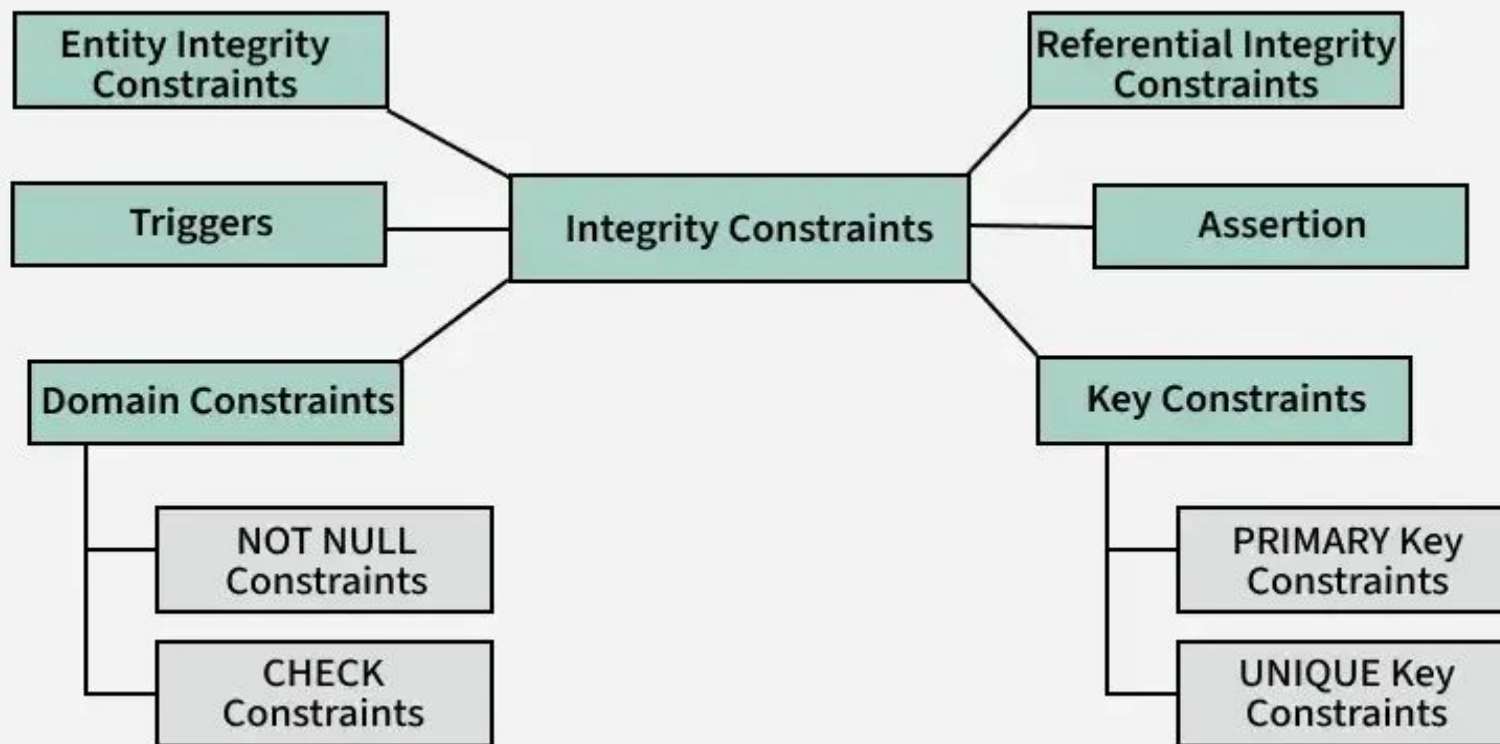 Entity Integrity
Constraints
Referential Integrity
Constraints
Triggers
Integrity Constraints
Assertion
Domain Constraints
Key Constraints
NOT NULL
Constraints
PRIMARY Key
Constraints
CHECK
Constraints
UNIQUE Key
Constraints